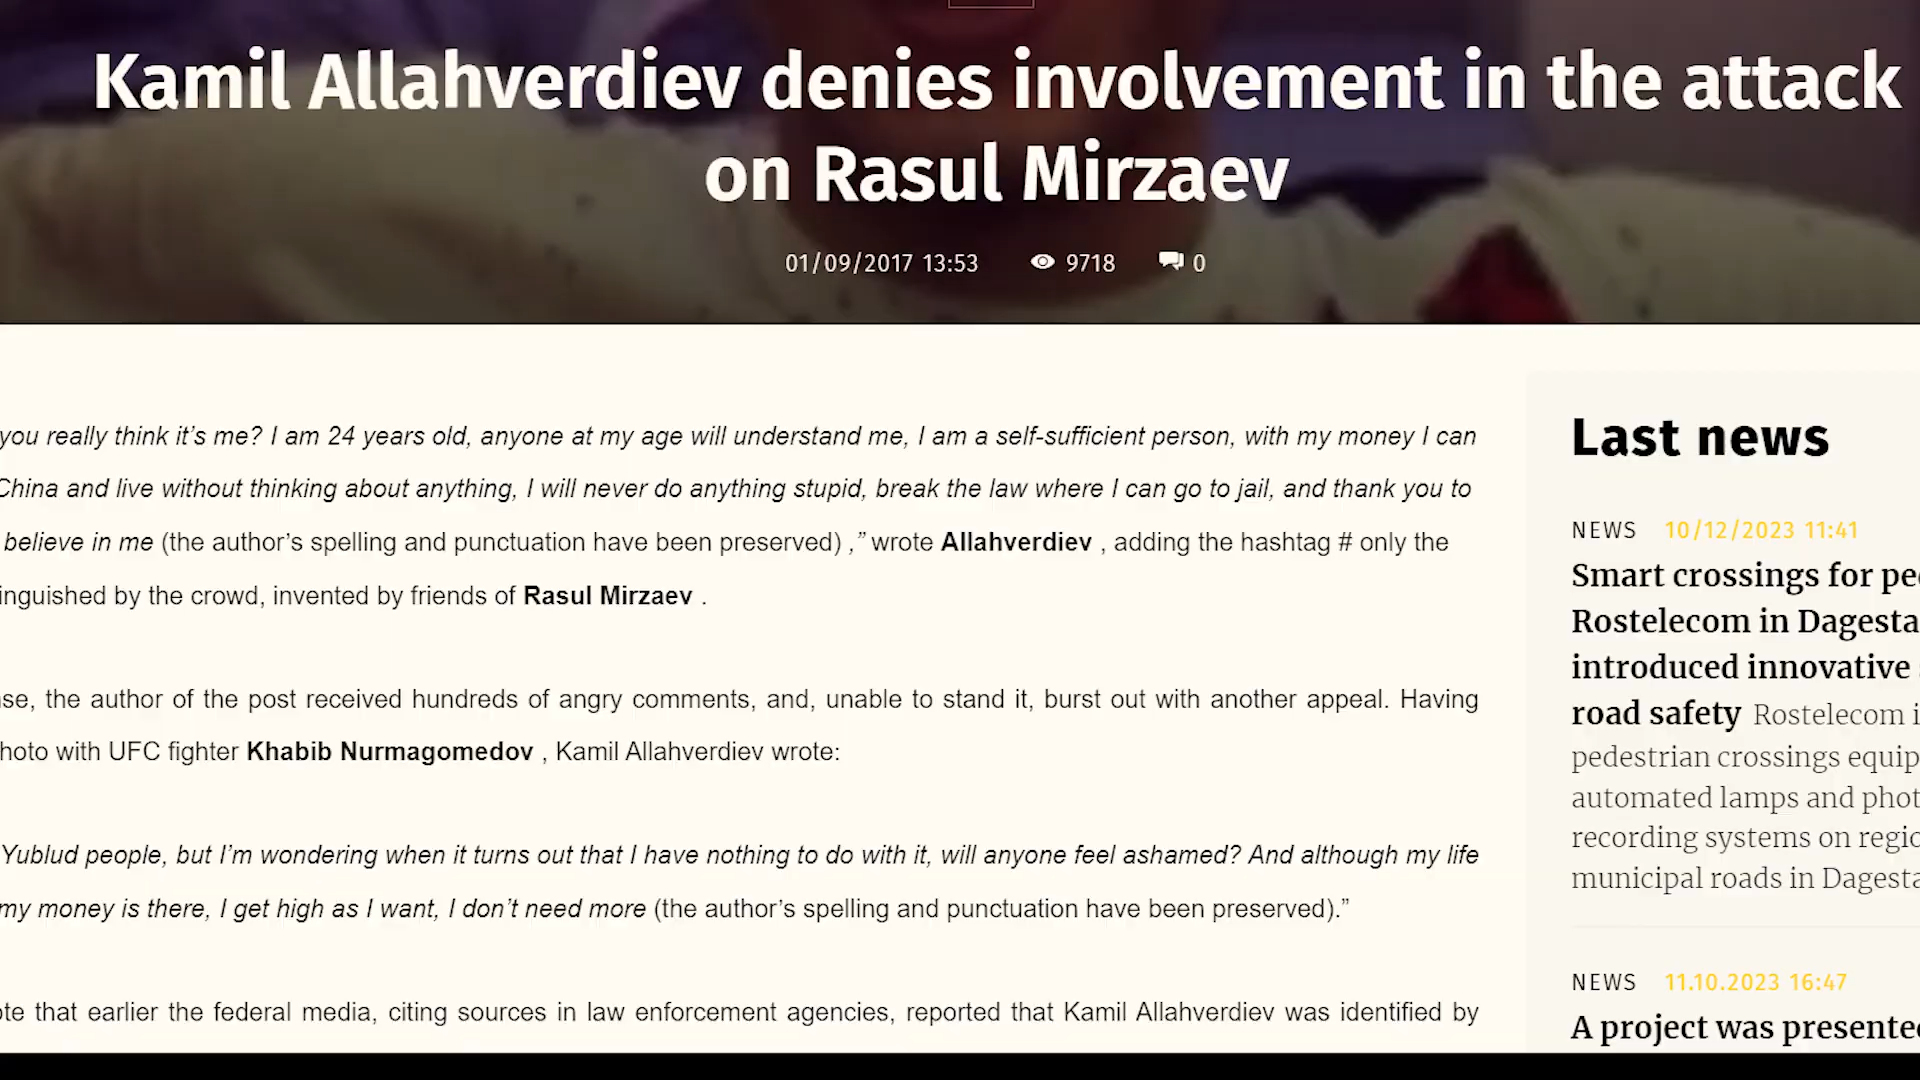 Kamil Allahverdiev denies involvement in the attack
on Rasul Mirzaev
01/09/2017 13:53 9718 0
you really think it's me? I am 24 years old, anyone at my age will understand me, I am a self-sufficient person, with my money I can
China and live without thinking about anything, I will never do anything stupid, break the law where I can go to jail, and thank you to
believe in me (the author's spelling and punctuation have been preserved) ,” wrote Allahverdiev , adding the hashtag # only the
inguished by the crowd, invented by friends of Rasul Mirzaev .
se, the author of the post received hundreds of angry comments, and, unable to stand it, burst out with another appeal. Having
hoto with UFC fighter Khabib Nurmagomedov , Kamil Allahverdiev wrote:
Yublud people, but I'm wondering when it turns out that I have nothing to do with it, will anyone feel ashamed? And although my life
my money is there, I get high as I want, I don't need more (the author's spelling and punctuation have been preserved).”
ote that earlier the federal media, citing sources in law enforcement agencies, reported that Kamil Allahverdiev was identified by
Last news
NEWS 10/12/2023 11:41
Smart crossings for pe
Rostelecom in Dagesta
introduced innovative
road safety Rostelecom i
pedestrian crossings equip
automated lamps and phot
recording systems on regio
municipal roads in Dagesta
NEWS 11.10.2023 16:47
A project was presented